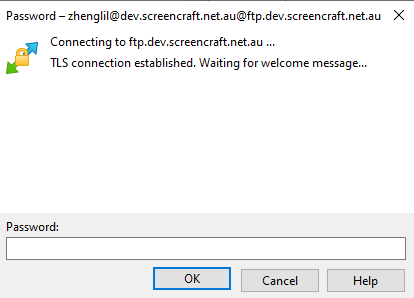 Password – zhenglil@dev.screencraft.net.au@ftp.dev.screencraft.net.au
Connecting to ftp.dev.screencraft.net.au ...
TLS connection established. Waiting for welcome message...
Password:
OK Cancel Help